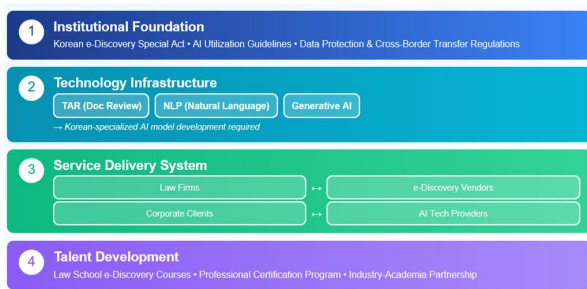 1
Institutional Foundation
Korean e-Discovery Special Act • AI Utilization Guidelines • Data Protection & Cross-Border Transfer Regulations
2
Technology Infrastructure
TAR (Doc Review) NLP (Natural Language) Generative AI
→ Korean-specialized AI model development required
3
Service Delivery System
Law Firms ↔ e-Discovery Vendors
Corporate Clients ↔ AI Tech Providers
4
Talent Development
Law School e-Discovery Courses • Professional Certification Program • Industry-Academia Partnership